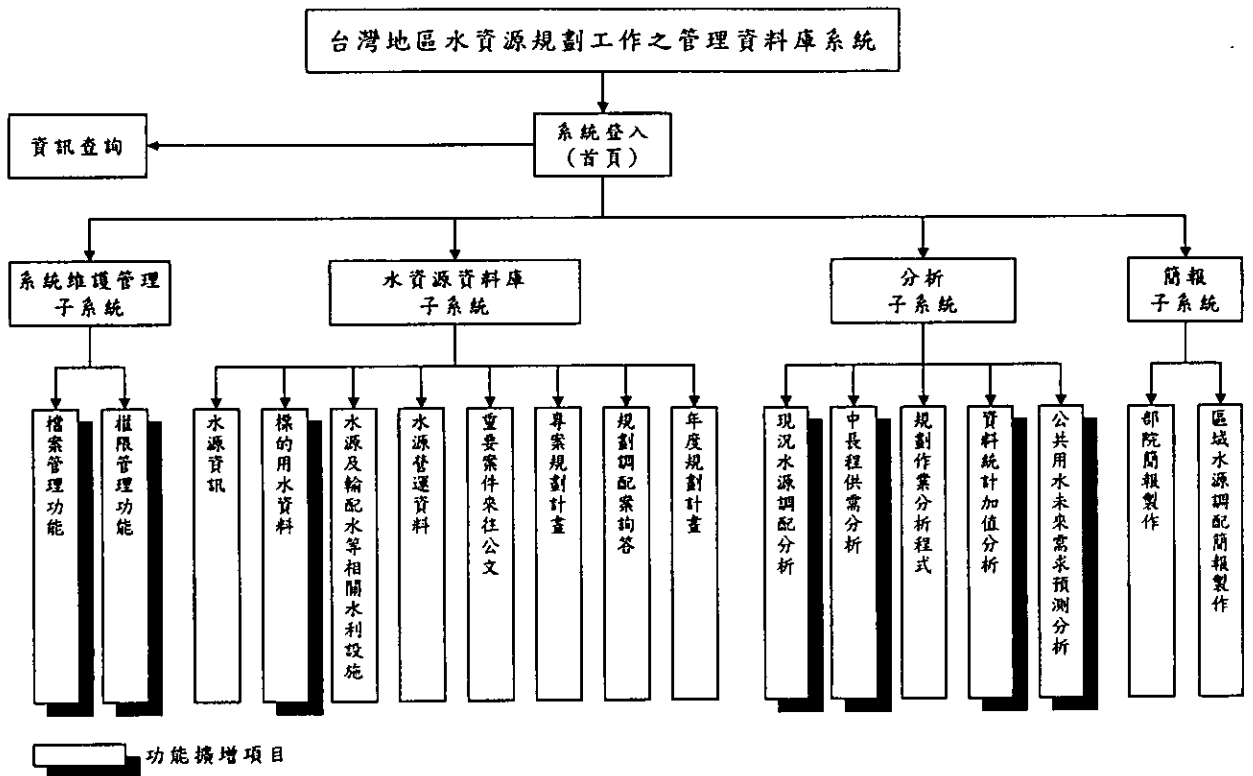 台灣地區水資源規劃工作之管理資料庫系統
系統登入
(首頁)
資訊查詢
系統維護管理
子系統
水資源資料庫
子系統
分析
子系統
簡報
子系統
檔案管理功能
權限管理功能
水源資訊
標的用水資料
水源及輸配水等相關水利設施
水源營運資料
重要案件來往公文
專案規劃計畫
規劃調配案詢答
年度規劃計畫
現況水源調配分析
中長程供需分析
規劃作業分析程式
資料統計加值分析
公共用水未來需求預測分析
部院簡報製作
區域水源調配簡報製作
功能擴增項目